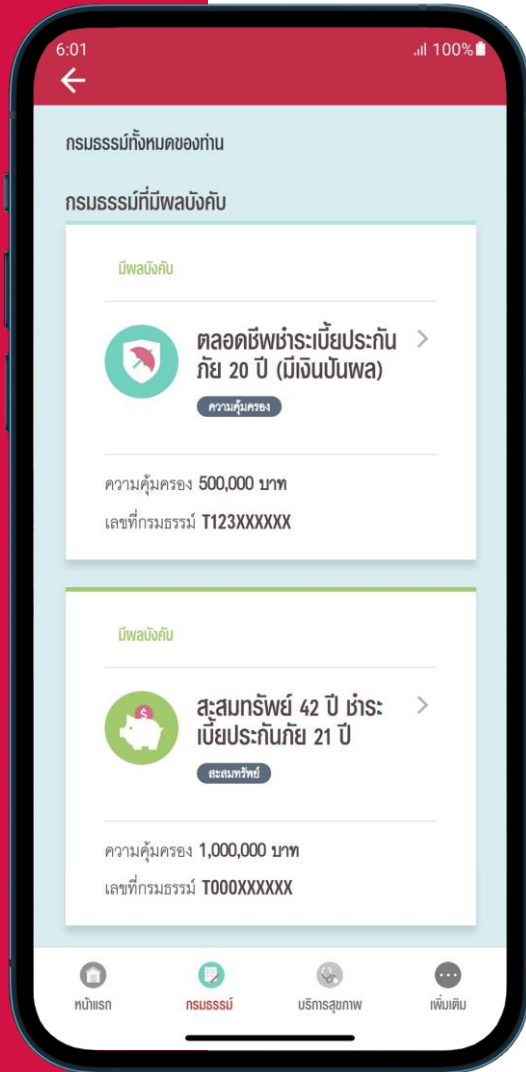 6:01 100%
กรมธรรม์ทั้งหมดของท่าน
กรมธรรม์ที่มีผลบังคับ
มีผลบังคับ
ตลอดชีพชำระเบี้ยประกัน
ภัย 20 ปี (มีเงินปันผล)
ความคุ้มครอง
ความคุ้มครอง 500,000 บาท
เลขที่กรมธรรม์ T123XXXXXX
มีผลบังคับ
สะสมทรัพย์ 42 ปี ชำระ
เบี้ยประกันภัย 21 ปี
สะสมทรัพย์
ความคุ้มครอง 1,000,000 บาท
เลขที่กรมธรรม์ T000XXXXXX
หน้าแรก กรมธรรม์ บริการสุขภาพ เพิ่มเติม